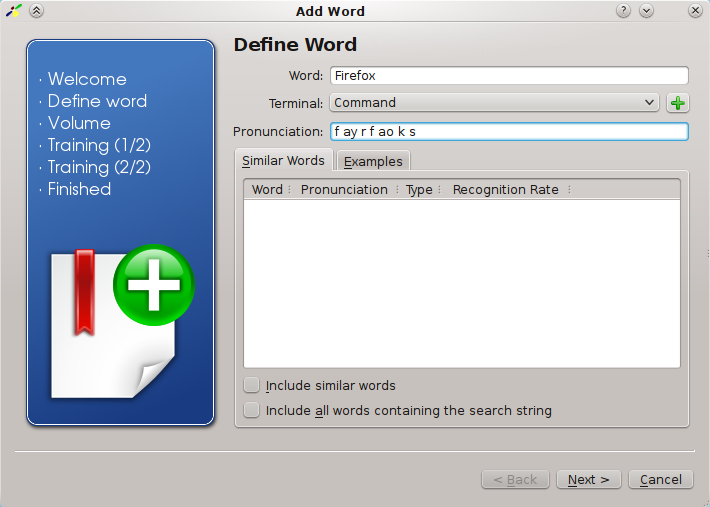 Add Word
· Welcome
· Define word
· Volume
· Training (1/2)
· Training (2/2)
· Finished
Define Word
Word: Firefox
Terminal: Command
Pronunciation: f ay r f ao k s
Similar Words Examples
Word Pronunciation Type Recognition Rate
Include similar words
Include all words containing the search string
< Back Next > Cancel